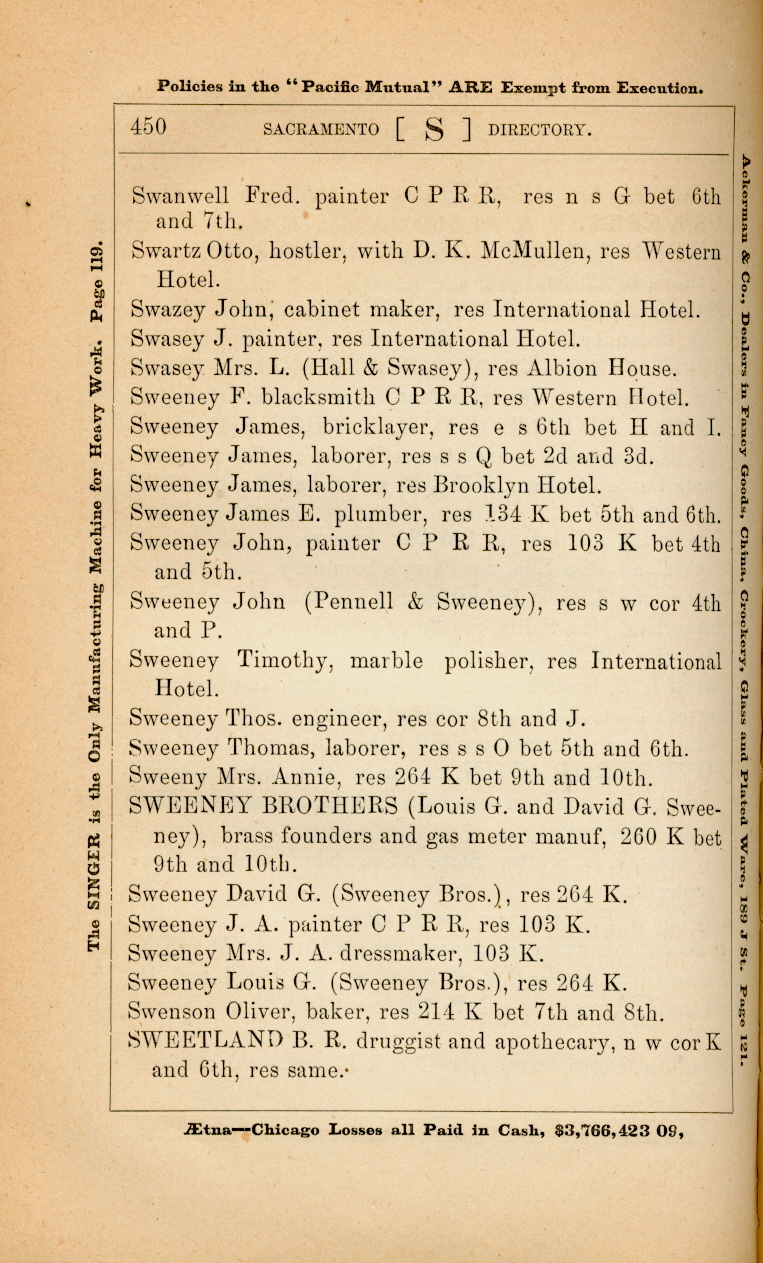 Policies in the "Pacific Mutual" ARE Exempt from Execution.
450 SACRAMENTO [ S ] DIRECTORY.
Swanwell Fred. painter C P R R, res n s G bet 6th
and 7th.
Swartz Otto, hostler, with D. K. McMullen, res Western
Hotel.
Swazey John, cabinet maker, res International Hotel.
Swasey J. painter, res International Hotel.
Swasey Mrs. L. (Hall & Swasey), res Albion House.
Sweeney F. blacksmith C P R R, res Western Hotel.
Sweeney James, bricklayer, res e s 6th bet H and I.
Sweeney James, laborer, res s s Q bet 2d and 3d.
Sweeney James, laborer, res Brooklyn Hotel.
Sweeney James E. plumber, res 134 K bet 5th and 6th.
Sweeney John, painter C P R R, res 103 K bet 4th
and 5th.
Sweeney John (Pennell & Sweeney), res s w cor 4th
and P.
Sweeney Timothy, marble polisher, res International
Hotel.
Sweeney Thos. engineer, res cor 8th and J.
Sweeney Thomas, laborer, res s s O bet 5th and 6th.
Sweeny Mrs. Annie, res 264 K bet 9th and 10th.
SWEENEY BROTHERS (Louis G. and David G. Swee-
ney), brass founders and gas meter manuf, 260 K bet
9th and 10th.
Sweeney David G. (Sweeney Bros.), res 264 K.
Sweeney J. A. painter C P R R, res 103 K.
Sweeney Mrs. J. A. dressmaker, 103 K.
Sweeney Louis G. (Sweeney Bros.), res 264 K.
Swenson Oliver, baker, res 214 K bet 7th and 8th.
SWEETLAND B. R. druggist and apothecary, n w cor K
and 6th, res same.
Ætna—Chicago Losses all Paid in Cash, $3,766,423 09,
The SINGER is the Only Manufacturing Machine for Heavy Work. Page 119.
Ackerman & Co., Dealers in Fancy Goods, China, Crockery, Glass and Plated Ware, 189 J St. Page 121.